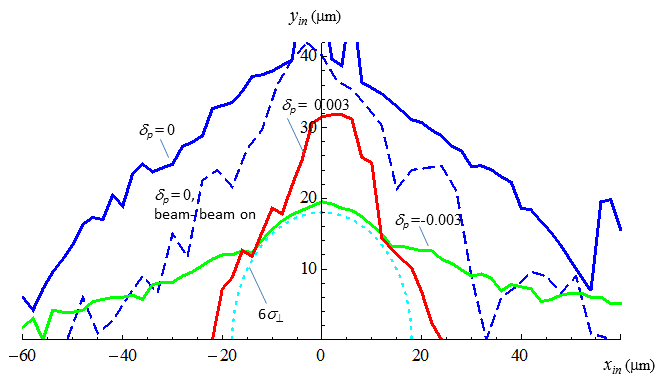 y_in (μm)
40
δ_p = 0.003
δ_p = 0
30
δ_p = 0,
beam-beam on
20
δ_p = -0.003
10
6σ_⊥
−60 −40 −20 0 20 40
x_in (μm)